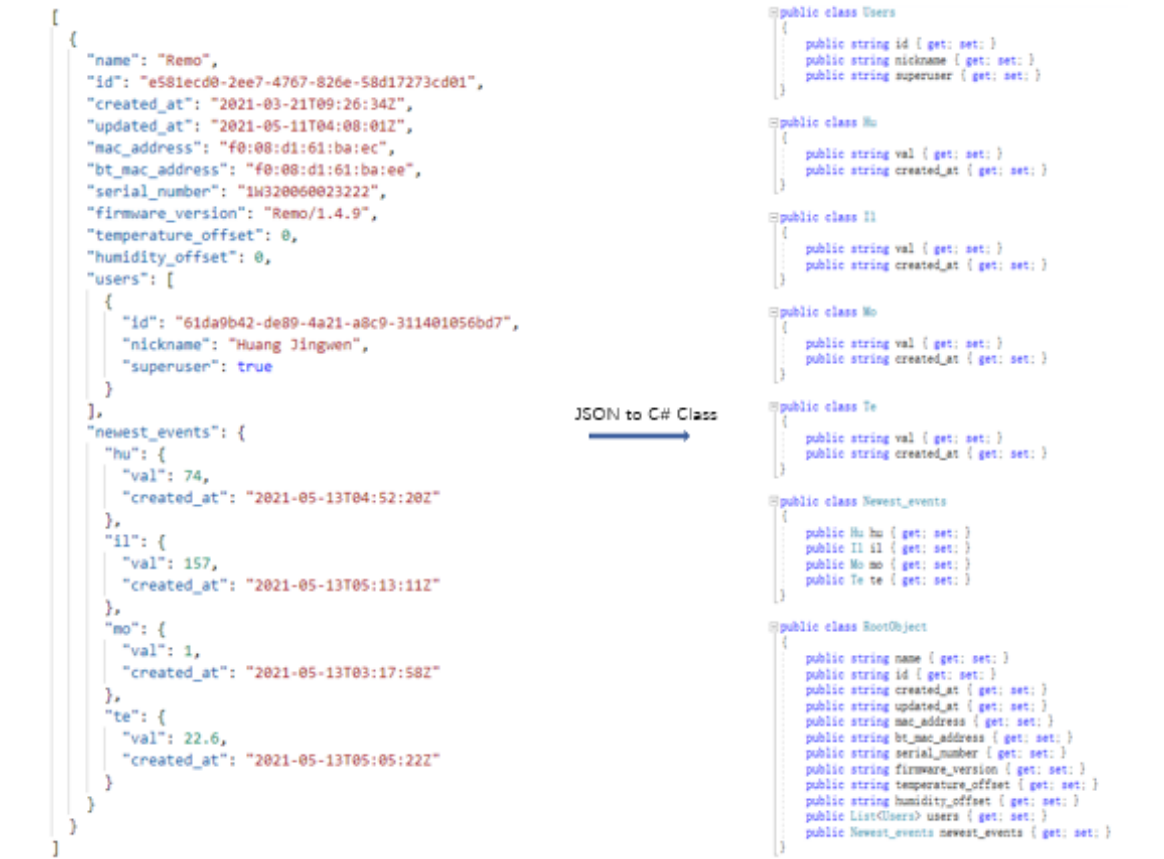 [
{
"name": "Remo",
"id": "e581ecd0-2ee7-4767-826e-58d17273cd01",
"created_at": "2021-03-21T09:26:34Z",
"updated_at": "2021-05-11T04:08:01Z",
"mac_address": "f0:08:d1:61:ba:ec",
"bt_mac_address": "f0:08:d1:61:ba:ee",
"serial_number": "1W320060023222",
"firmware_version": "Remo/1.4.9",
"temperature_offset": 0,
"humidity_offset": 0,
"users": [
{
"id": "61da9b42-de89-4a21-a8c9-311401056bd7",
"nickname": "Huang Jingwen",
"superuser": true
}
],
"newest_events": {
"hu": {
"val": 74,
"created_at": "2021-05-13T04:52:20Z"
},
"il": {
"val": 157,
"created_at": "2021-05-13T05:13:11Z"
},
"mo": {
"val": 1,
"created_at": "2021-05-13T03:17:58Z"
},
"te": {
"val": 22.6,
"created_at": "2021-05-13T05:05:22Z"
}
}
}
]
JSON to C# Class
public class Users
{
public string id { get; set; }
public string nickname { get; set; }
public string superuser { get; set; }
}
public class Hu
{
public string val { get; set; }
public string created_at { get; set; }
}
public class Il
{
public string val { get; set; }
public string created_at { get; set; }
}
public class Mo
{
public string val { get; set; }
public string created_at { get; set; }
}
public class Te
{
public string val { get; set; }
public string created_at { get; set; }
}
public class Newest_events
{
public Hu hu { get; set; }
public Il il { get; set; }
public Mo mo { get; set; }
public Te te { get; set; }
}
public class RootObject
{
public string name { get; set; }
public string id { get; set; }
public string created_at { get; set; }
public string updated_at { get; set; }
public string mac_address { get; set; }
public string bt_mac_address { get; set; }
public string serial_number { get; set; }
public string firmware_version { get; set; }
public string temperature_offset { get; set; }
public string humidity_offset { get; set; }
public List<Users> users { get; set; }
public Newest_events newest_events { get; set; }
}